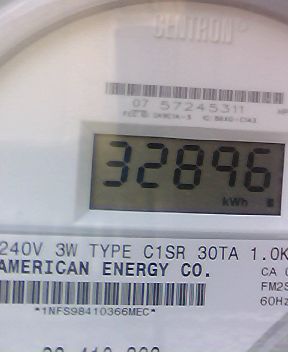 CENTRON®
07 57245311
32896
kWh
240V 3W TYPE C1SR 30TA 1.0K
AMERICAN ENERGY CO.
CA
FM2S
60Hz
*1NFS98410366MEC*